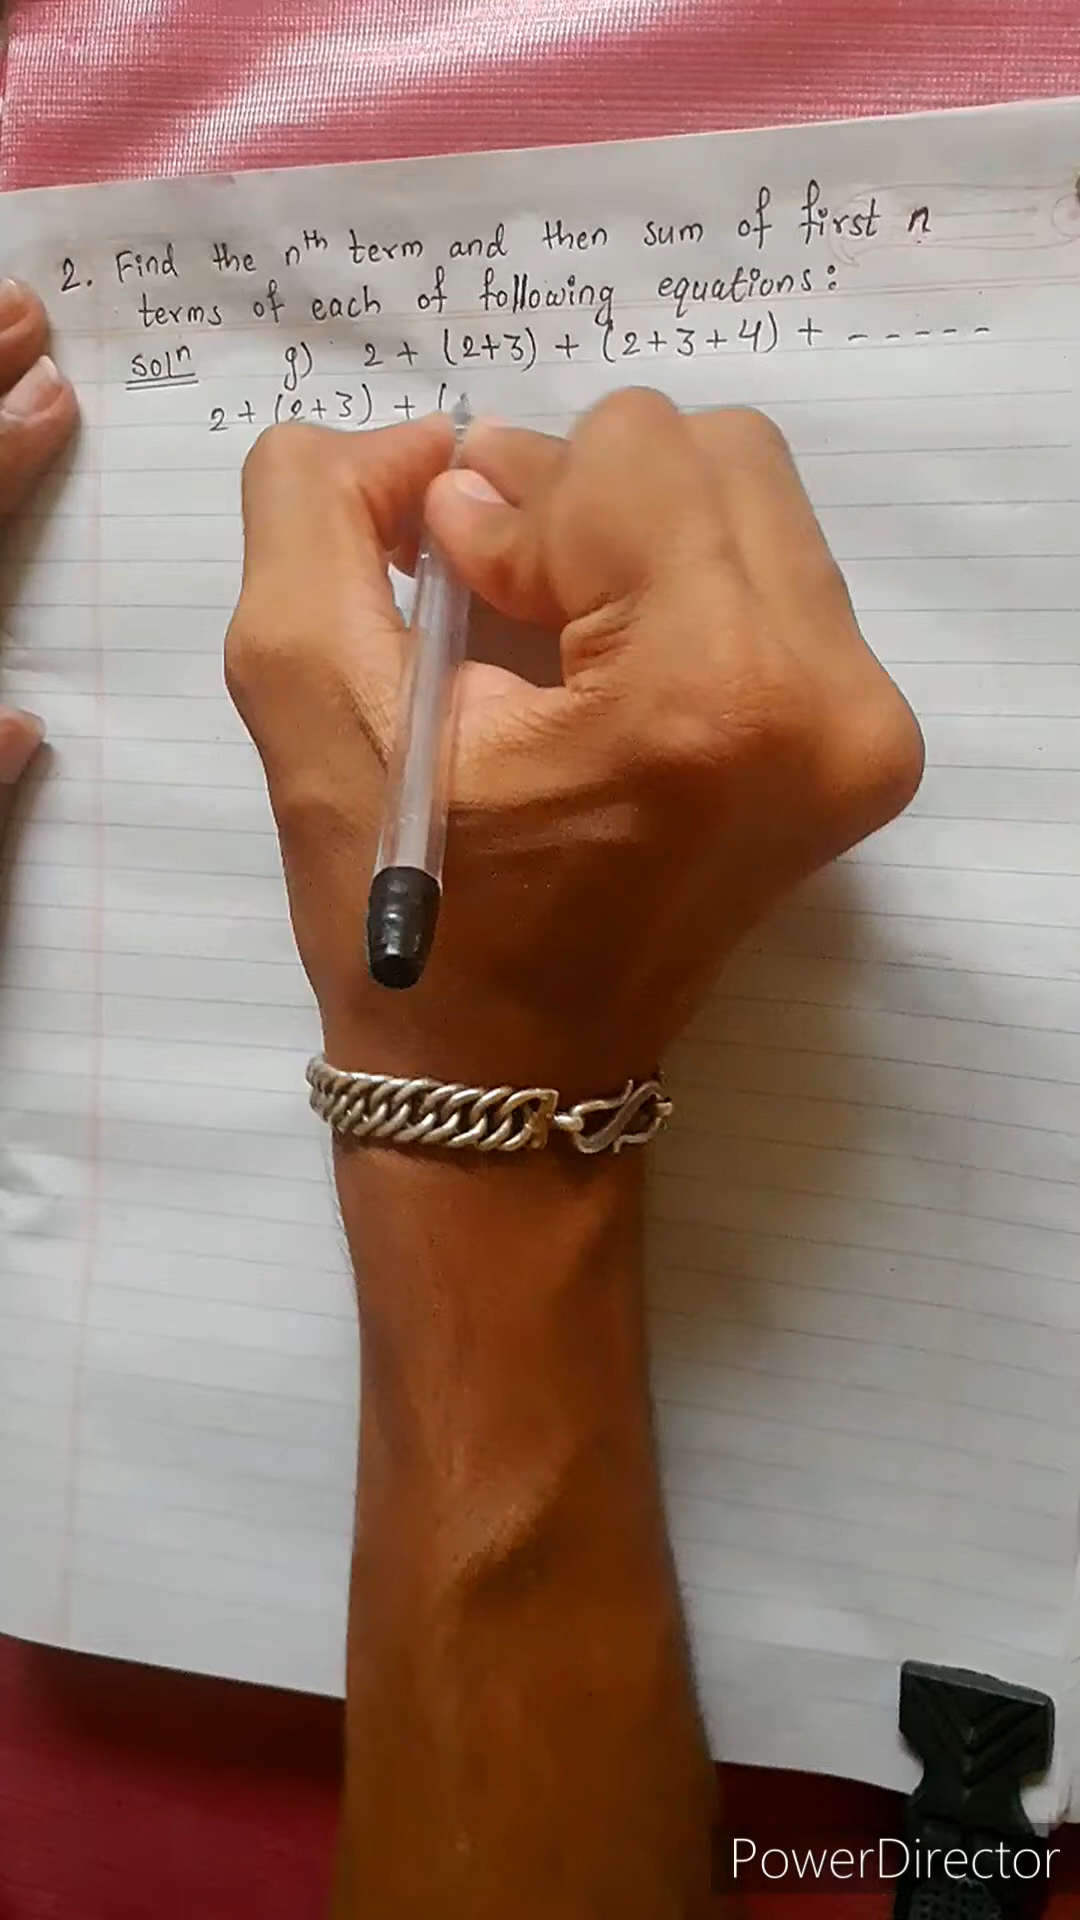 2. Find the nth term and then sum of first n
terms of each of following equations:
Soln g) 2 + (2+3) + (2+3+4) + -----
2 + (2+3) + (
PowerDirector